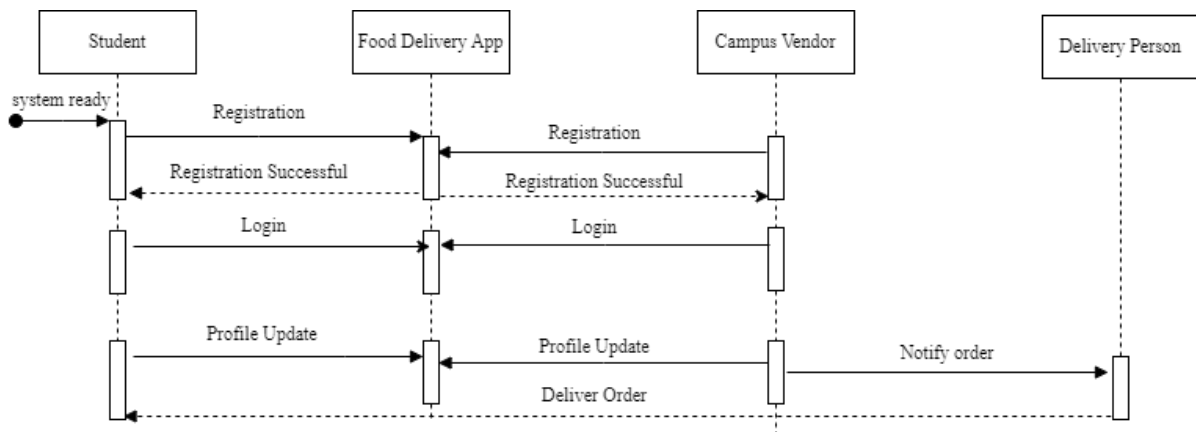 Student
Food Delivery App
Campus Vendor
Delivery Person
system ready
Registration
Registration
Registration Successful
Registration Successful
Login
Login
Profile Update
Profile Update
Notify order
Deliver Order